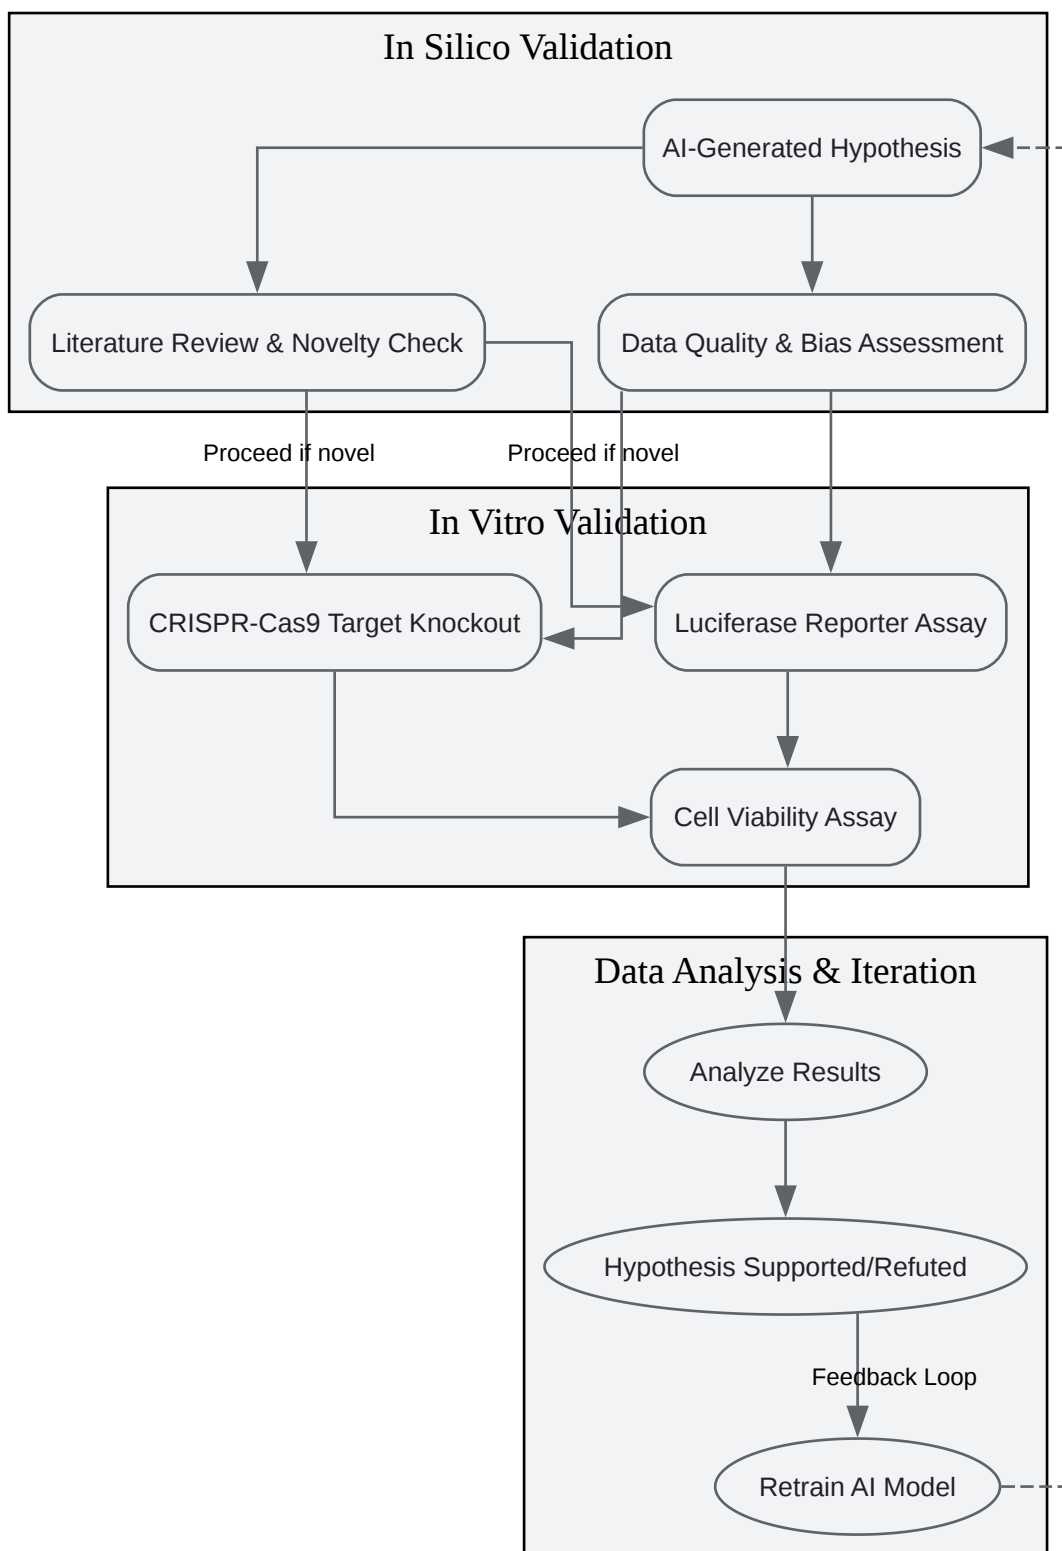 In Silico Validation
AI-Generated Hypothesis
Literature Review & Novelty Check
Data Quality & Bias Assessment
Proceed if novel
Proceed if novel
In Vitro Validation
CRISPR-Cas9 Target Knockout
Luciferase Reporter Assay
Cell Viability Assay
Data Analysis & Iteration
Analyze Results
Hypothesis Supported/Refuted
Feedback Loop
Retrain AI Model